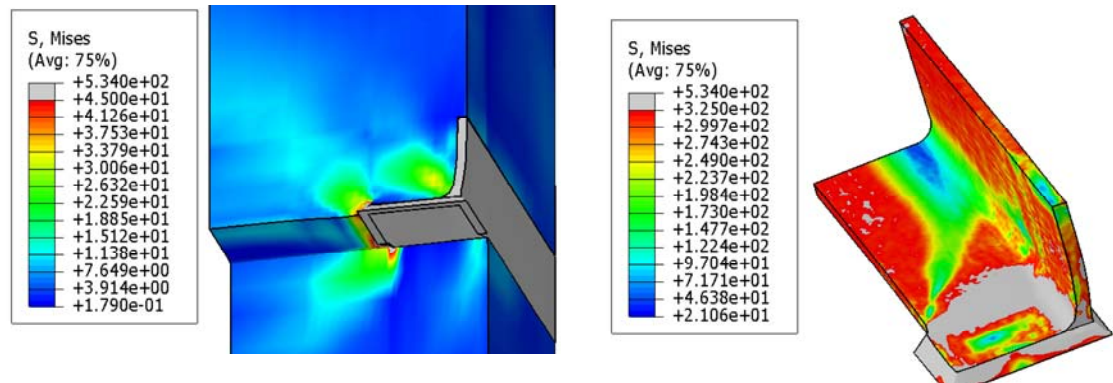 S, Mises
(Avg: 75%)
+5.340e+02
+4.500e+01
+4.126e+01
+3.753e+01
+3.379e+01
+3.006e+01
+2.632e+01
+2.259e+01
+1.885e+01
+1.512e+01
+1.138e+01
+7.649e+00
+3.914e+00
+1.790e-01
S, Mises
(Avg: 75%)
+5.340e+02
+3.250e+02
+2.997e+02
+2.743e+02
+2.490e+02
+2.237e+02
+1.984e+02
+1.730e+02
+1.477e+02
+1.224e+02
+9.704e+01
+7.171e+01
+4.638e+01
+2.106e+01